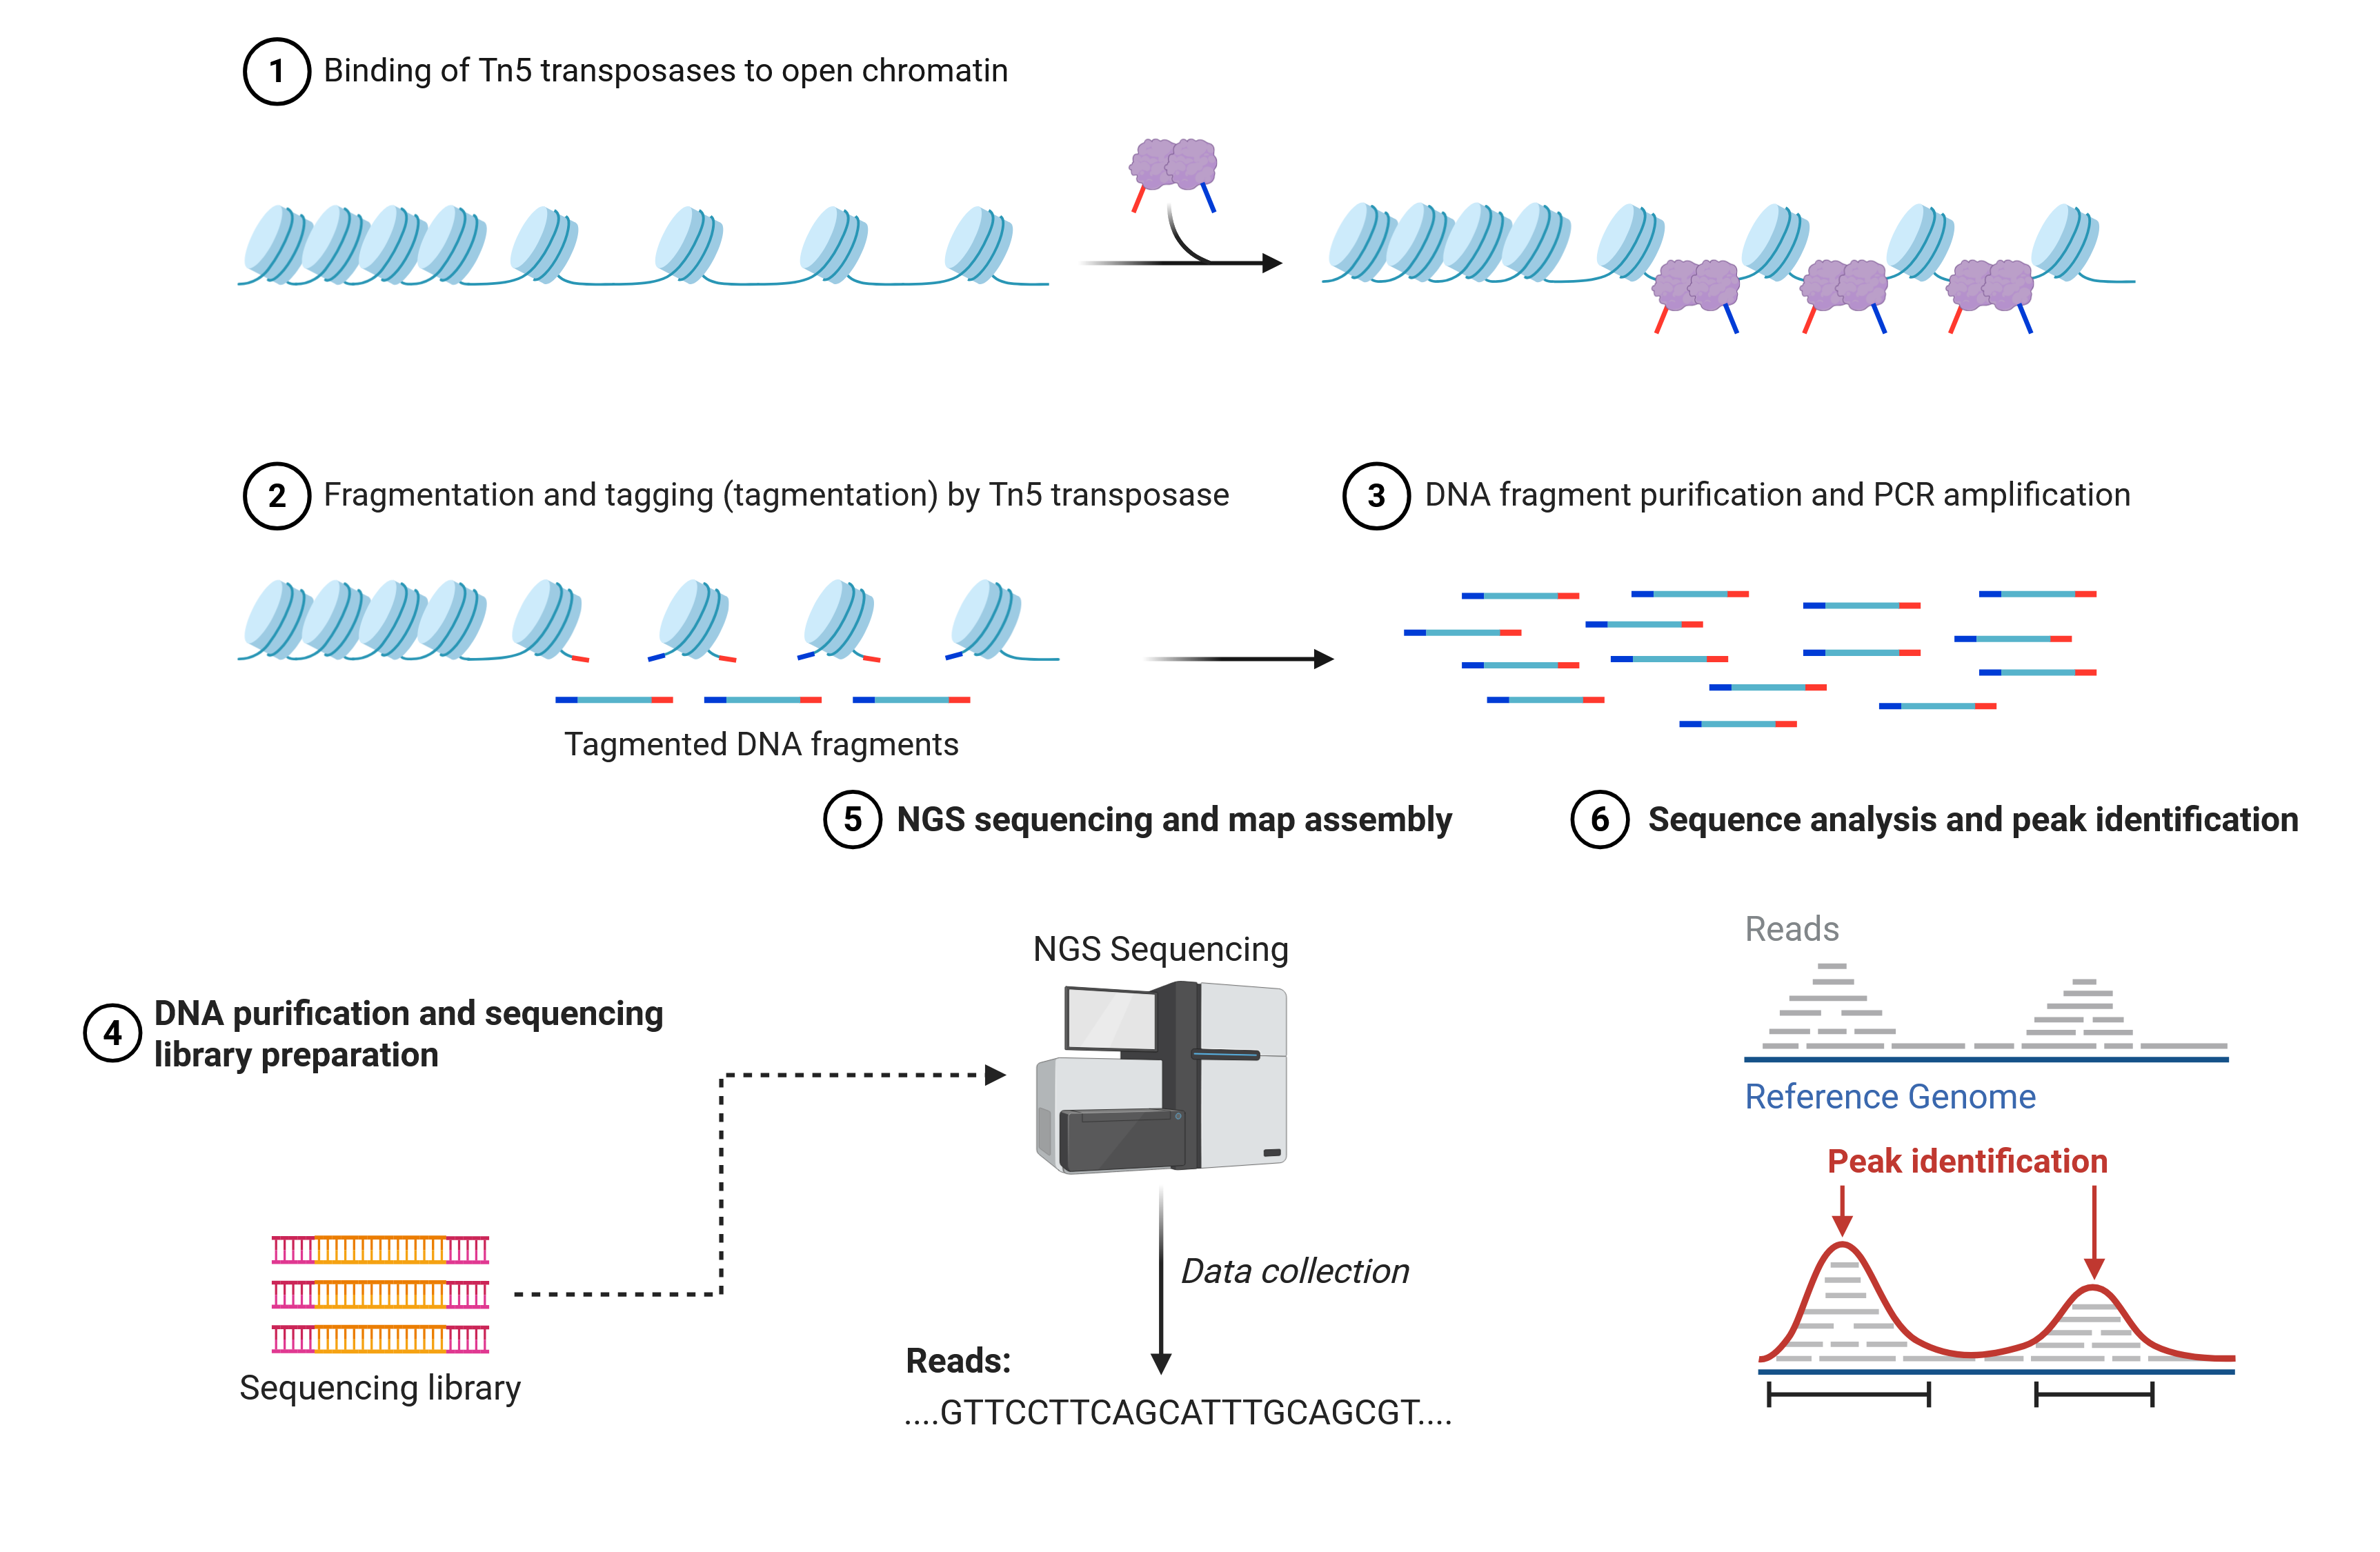 1 Binding of Tn5 transposases to open chromatin
2 Fragmentation and tagging (tagmentation) by Tn5 transposase
3 DNA fragment purification and PCR amplification
Tagmented DNA fragments
4 DNA purification and sequencing
library preparation
Sequencing library
5 NGS sequencing and map assembly
NGS Sequencing
Data collection
Reads:
....GTTCCTTCAGCATTTGCAGCGT....
6 Sequence analysis and peak identification
Reads
Reference Genome
Peak identification